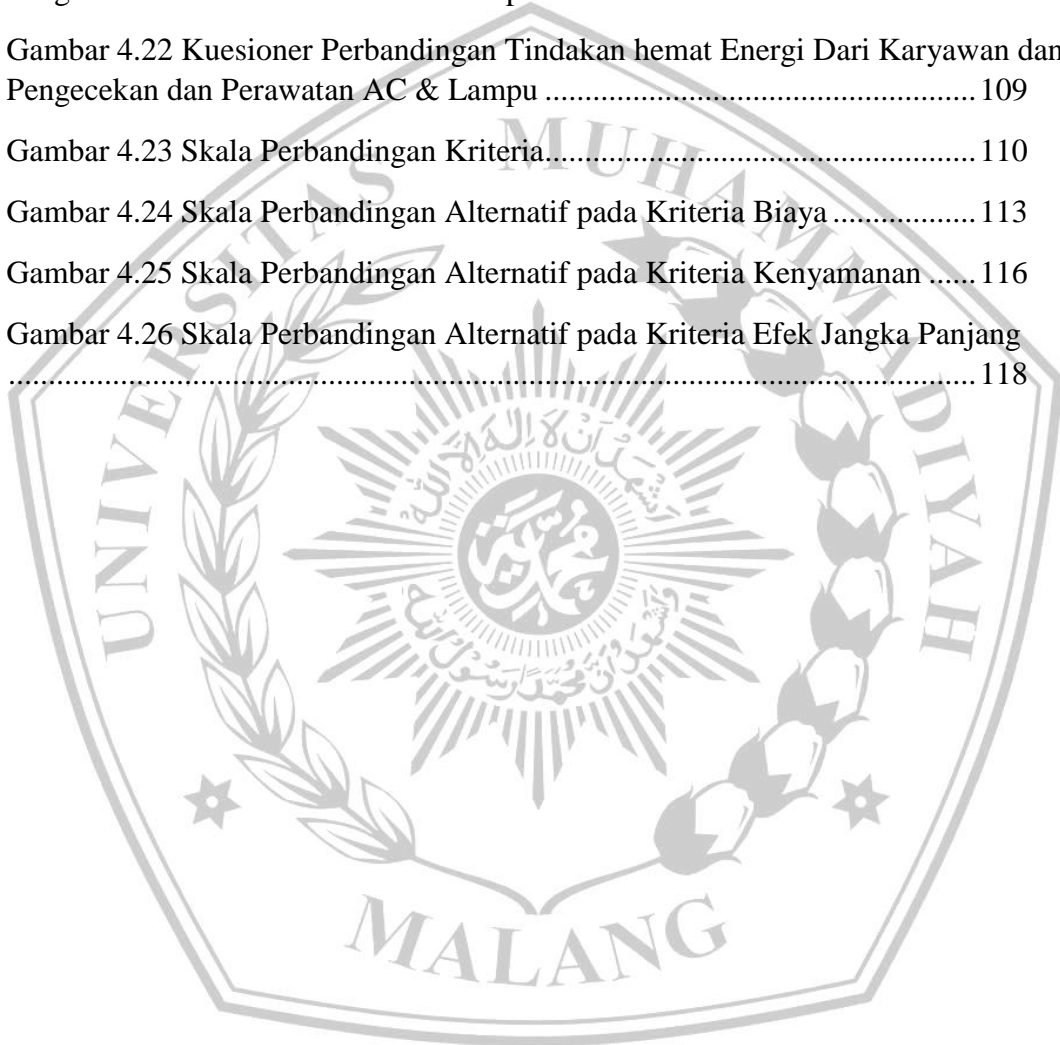 Gambar 4.22 Kuesioner Perbandingan Tindakan hemat Energi Dari Karyawan dan
Pengecekan dan Perawatan AC & Lampu .................................................... 109
Gambar 4.23 Skala Perbandingan Kriteria.................................................... 110
Gambar 4.24 Skala Perbandingan Alternatif pada Kriteria Biaya ................. 113
Gambar 4.25 Skala Perbandingan Alternatif pada Kriteria Kenyamanan ...... 116
Gambar 4.26 Skala Perbandingan Alternatif pada Kriteria Efek Jangka Panjang
........................................................................................................................ 118
UNIVERSITAS MUHAMMADIYAH
MALANG